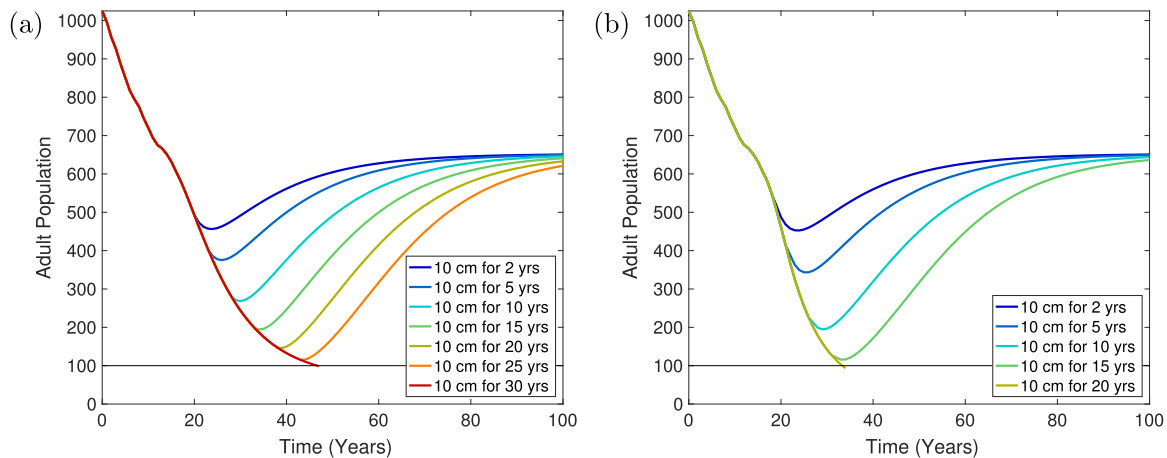 (a)
1000
900
800
700
600
500
400
300
200
100
0
Adult Population
0 20 40 60 80 100
Time (Years)
10 cm for 2 yrs
10 cm for 5 yrs
10 cm for 10 yrs
10 cm for 15 yrs
10 cm for 20 yrs
10 cm for 25 yrs
10 cm for 30 yrs
(b)
1000
900
800
700
600
500
400
300
200
100
0
Adult Population
0 20 40 60 80 100
Time (Years)
10 cm for 2 yrs
10 cm for 5 yrs
10 cm for 10 yrs
10 cm for 15 yrs
10 cm for 20 yrs